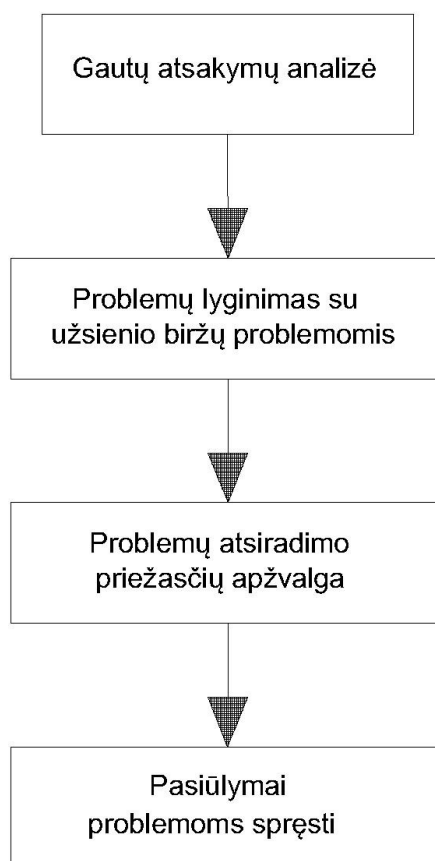 Gautų atsakymų analizė
Problemų lyginimas su
užsienio biržų problemomis
Problemų atsiradimo
priežasčių apžvalga
Pasiūlymai
problemoms spręsti